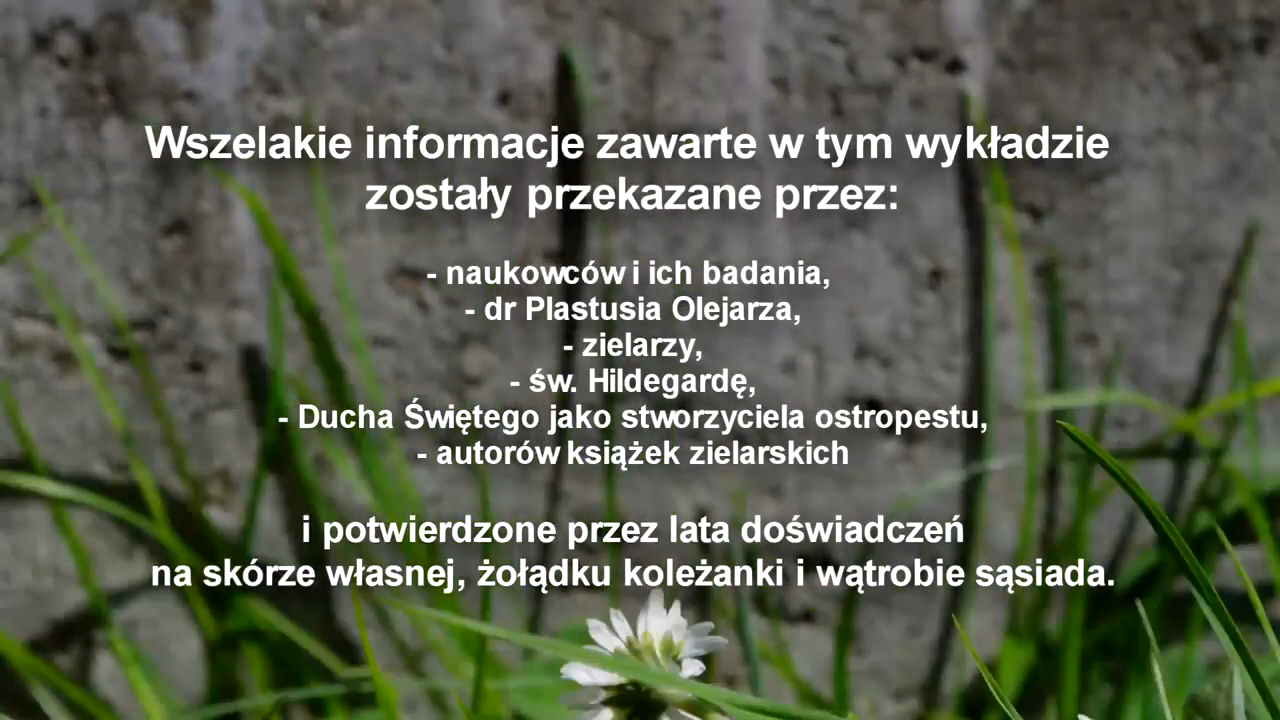 Wszelakie informacje zawarte w tym wykładzie
zostały przekazane przez:
- naukowców i ich badania,
- dr Plastusia Olejarza,
- zielarzy,
- św. Hildegardę,
- Ducha Świętego jako stworzyciela ostropestu,
- autorów książek zielarskich
i potwierdzone przez lata doświadczeń
na skórze własnej, żołądku koleżanki i wątrobie sąsiada.